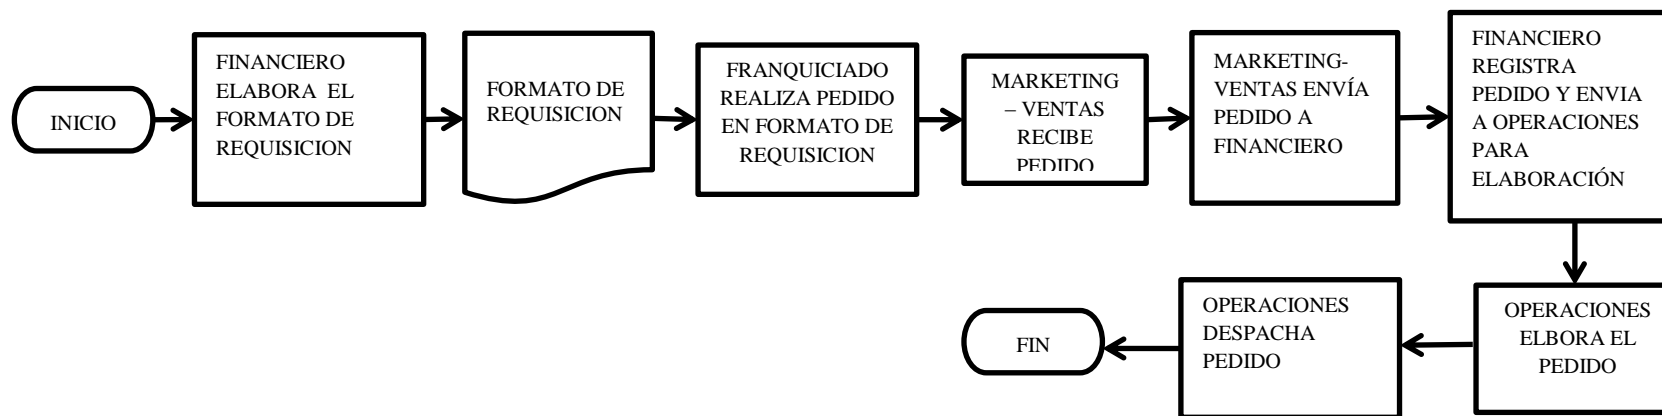 INICIO
FINANCIERO
ELABORA EL
FORMATO DE
REQUISICION
FORMATO DE
REQUISICION
FRANQUICIADO
REALIZA PEDIDO
EN FORMATO DE
REQUISICION
MARKETING
– VENTAS
RECIBE
PEDIDO
MARKETING-
VENTAS ENVÍA
PEDIDO A
FINANCIERO
FINANCIERO
REGISTRA
PEDIDO Y ENVIA
A OPERACIONES
PARA
ELABORACIÓN
OPERACIONES
ELBORA EL
PEDIDO
OPERACIONES
DESPACHA
PEDIDO
FIN